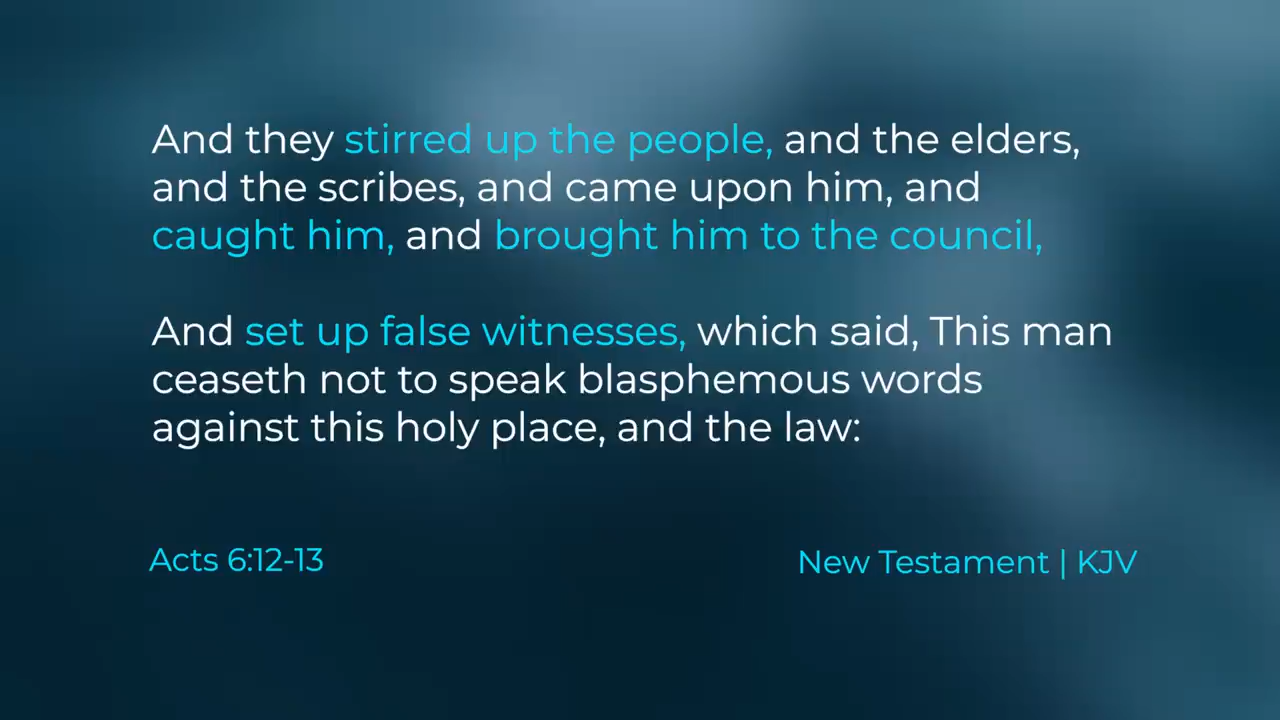 And they stirred up the people, and the elders,
and the scribes, and came upon him, and
caught him, and brought him to the council,
And set up false witnesses, which said, This man
ceaseth not to speak blasphemous words
against this holy place, and the law:
Acts 6:12-13
New Testament | KJV